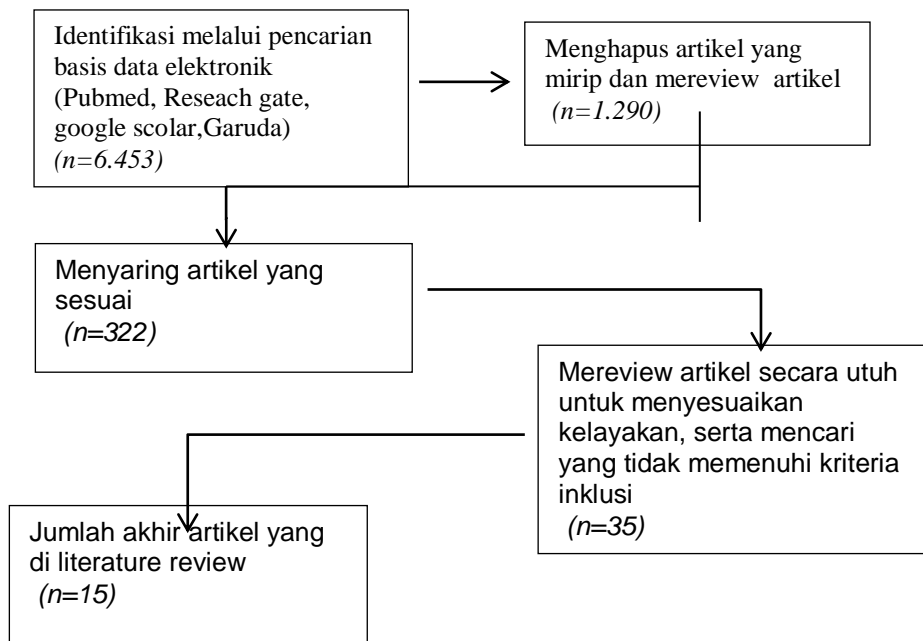 Identifikasi melalui pencarian
basis data elektronik
(Pubmed, Reseach gate,
google scolar,Garuda)
(n=6.453)
Menghapus artikel yang
mirip dan mereview artikel
(n=1.290)
Menyaring artikel yang
sesuai
(n=322)
Mereview artikel secara utuh
untuk menyesuaikan
kelayakan, serta mencari
yang tidak memenuhi kriteria
inklusi
(n=35)
Jumlah akhir artikel yang
di literature review
(n=15)